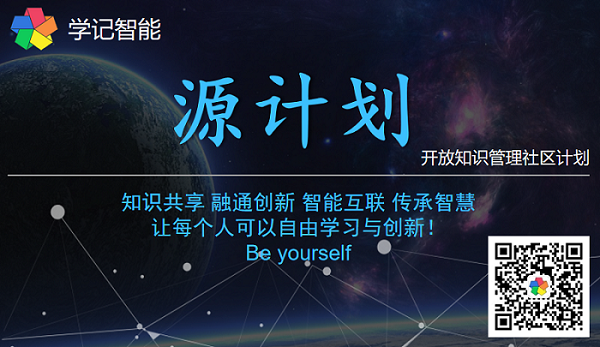 学记智能
源计划
开放知识管理社区计划
知识共享 融通创新 智能互联 传承智慧
让每个人可以自由学习与创新！
Be yourself